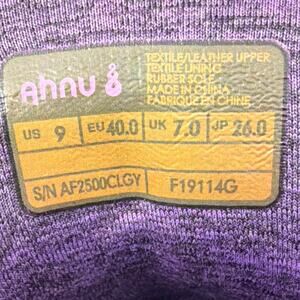 Ahnu
TEXTILE/LEATHER UPPER
TEXTILE LINING
RUBBER SOLE
MADE IN CHINA
FABRIQUE EN CHINE
US 9 EU 40.0 UK 7.0 JP 26.0
S/N AF2500CLGY F19114G